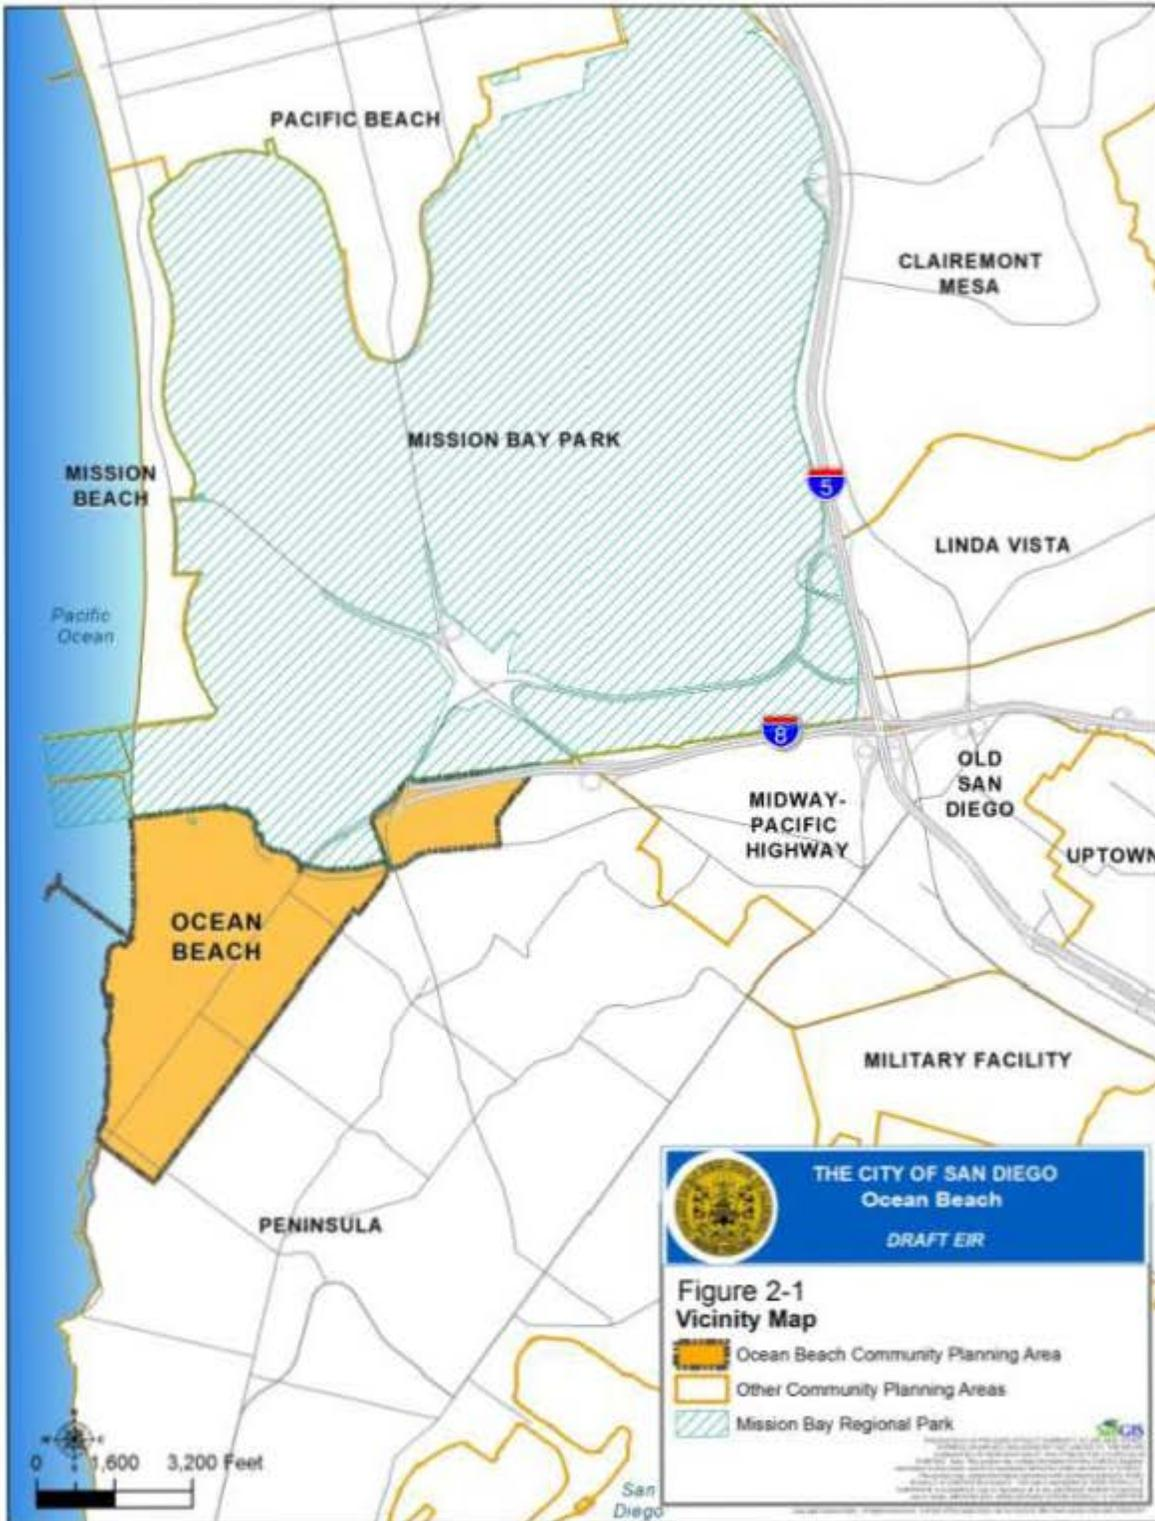 PACIFIC BEACH
CLAIREMONT
MESA
MISSION BAY PARK
MISSION
BEACH
5
LINDA VISTA
Pacific
Ocean
8
OLD
SAN
DIEGO
MIDWAY-
PACIFIC
HIGHWAY
UPTOWN
OCEAN
BEACH
MILITARY FACILITY
PENINSULA
THE CITY OF SAN DIEGO
Ocean Beach
DRAFT EIR
Figure 2-1
Vicinity Map
Ocean Beach Community Planning Area
Other Community Planning Areas
Mission Bay Regional Park
SanGIS
0 1,600 3,200 Feet
San
Diego